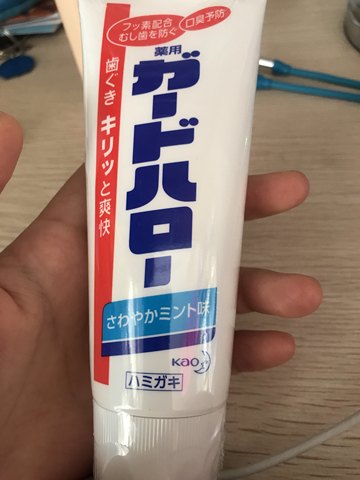 フッ素配合
むし歯を防ぐ
口臭予防
薬用
ガードハロー
歯ぐきキリッと爽快
さわやかミント味
Kao
ハミガキ